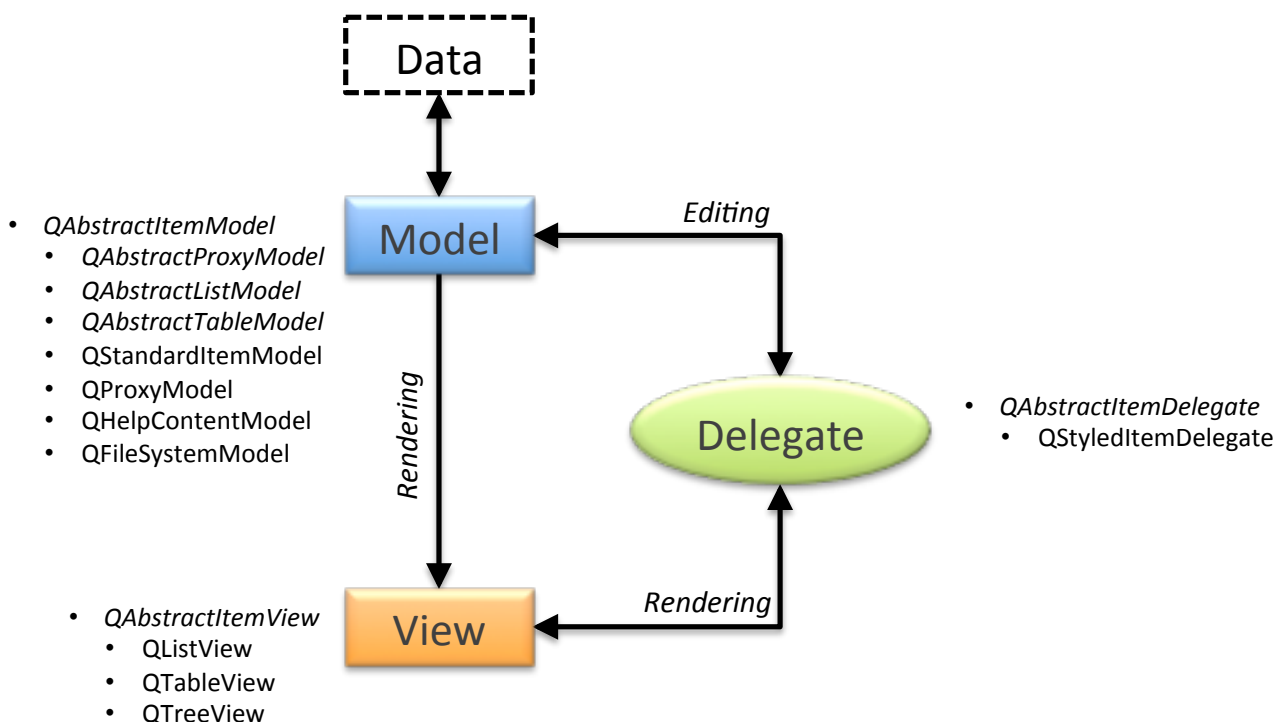 Data
Model
Editing
• QAbstractItemModel
• QAbstractProxyModel
• QAbstractListModel
• QAbstractTableModel
• QStandardItemModel
• QProxyModel
• QHelpContentModel
• QFileSystemModel
Rendering
Delegate
• QAbstractItemDelegate
• QStyledItemDelegate
Rendering
View
• QAbstractItemView
• QListView
• QTableView
• QTreeView